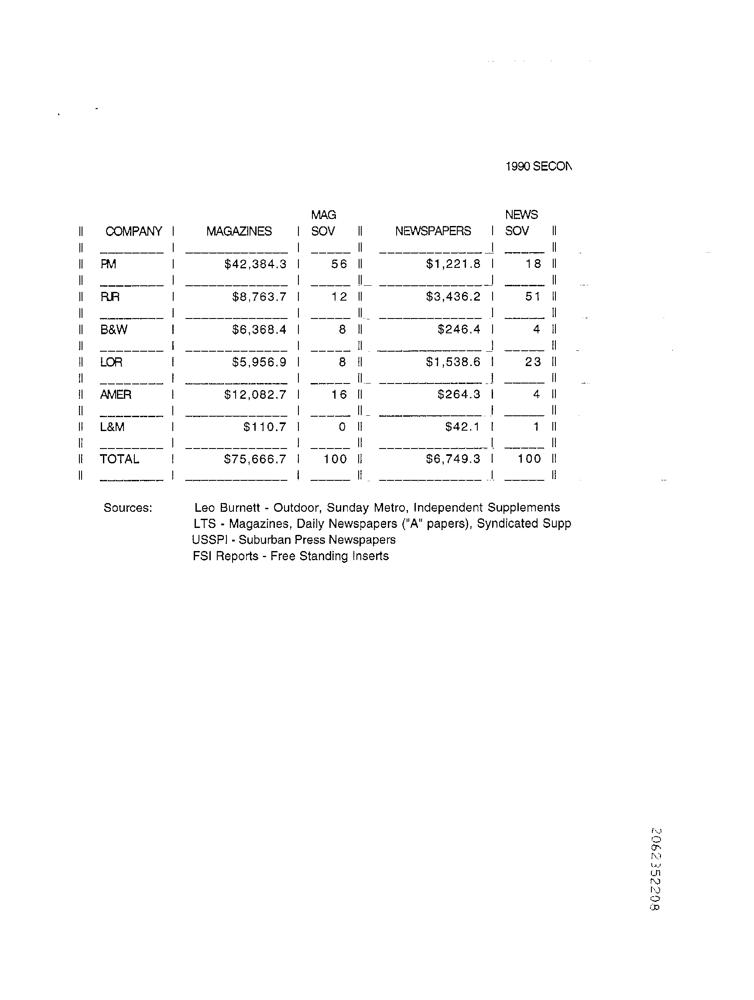 1990 SECON
MAG NEWS
COMPANY MAGAZINES SOV NEWSPAPERS SOV
PM $42,384.3 56 $1,221.8 18
RJR $8,763.7 12 $3,436.2 51
B&W $6,368.4 8 $246.4 4
LOR $5,956.9 8 $1,538.6 23
AMER $12,082.7 16 $264.3 4
L&M $110.7 0 $42.1 1
TOTAL $75,666.7 100 $6,749.3 100
Sources: Leo Burnett - Outdoor, Sunday Metro, Independent Supplements
LTS - Magazines, Daily Newspapers ("A" papers), Syndicated Supp
USSPI - Suburban Press Newspapers
FSI Reports - Free Standing Inserts
2062352208